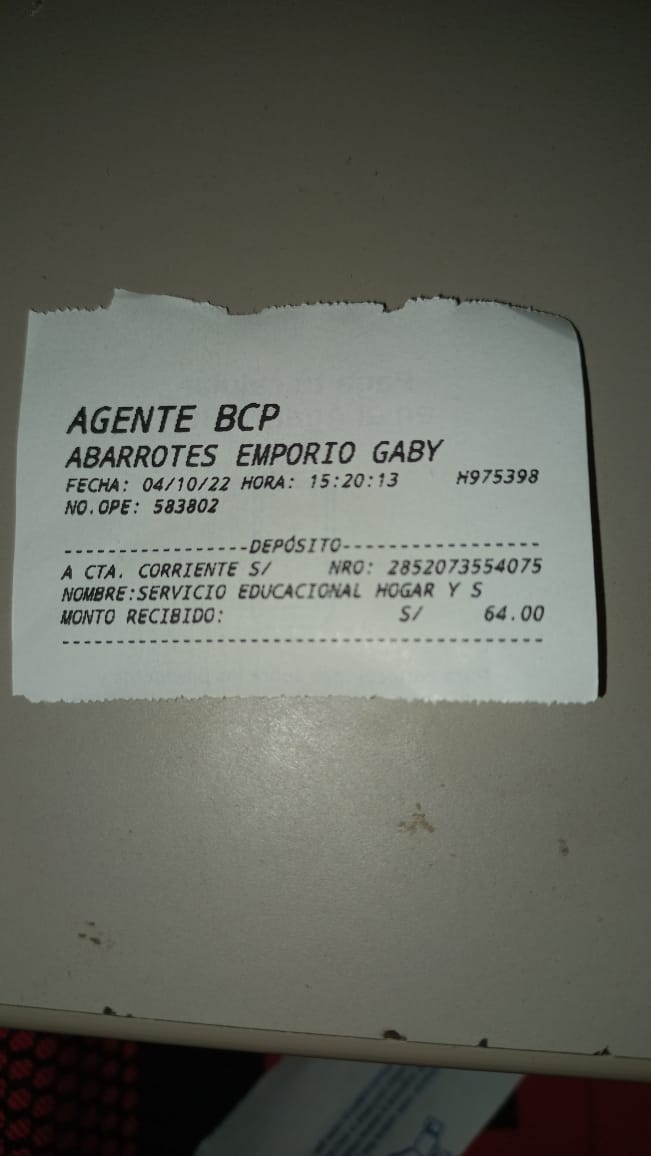 AGENTE BCP
ABARROTES EMPORIO GABY
FECHA: 04/10/22 HORA: 15:20:13 H975398
NO.OPE: 583802
------------------DEPÓSITO------------------
A CTA. CORRIENTE S/ NRO: 2852073554075
NOMBRE:SERVICIO EDUCACIONAL HOGAR Y S
MONTO RECIBIDO: S/ 64.00
--------------------------------------------